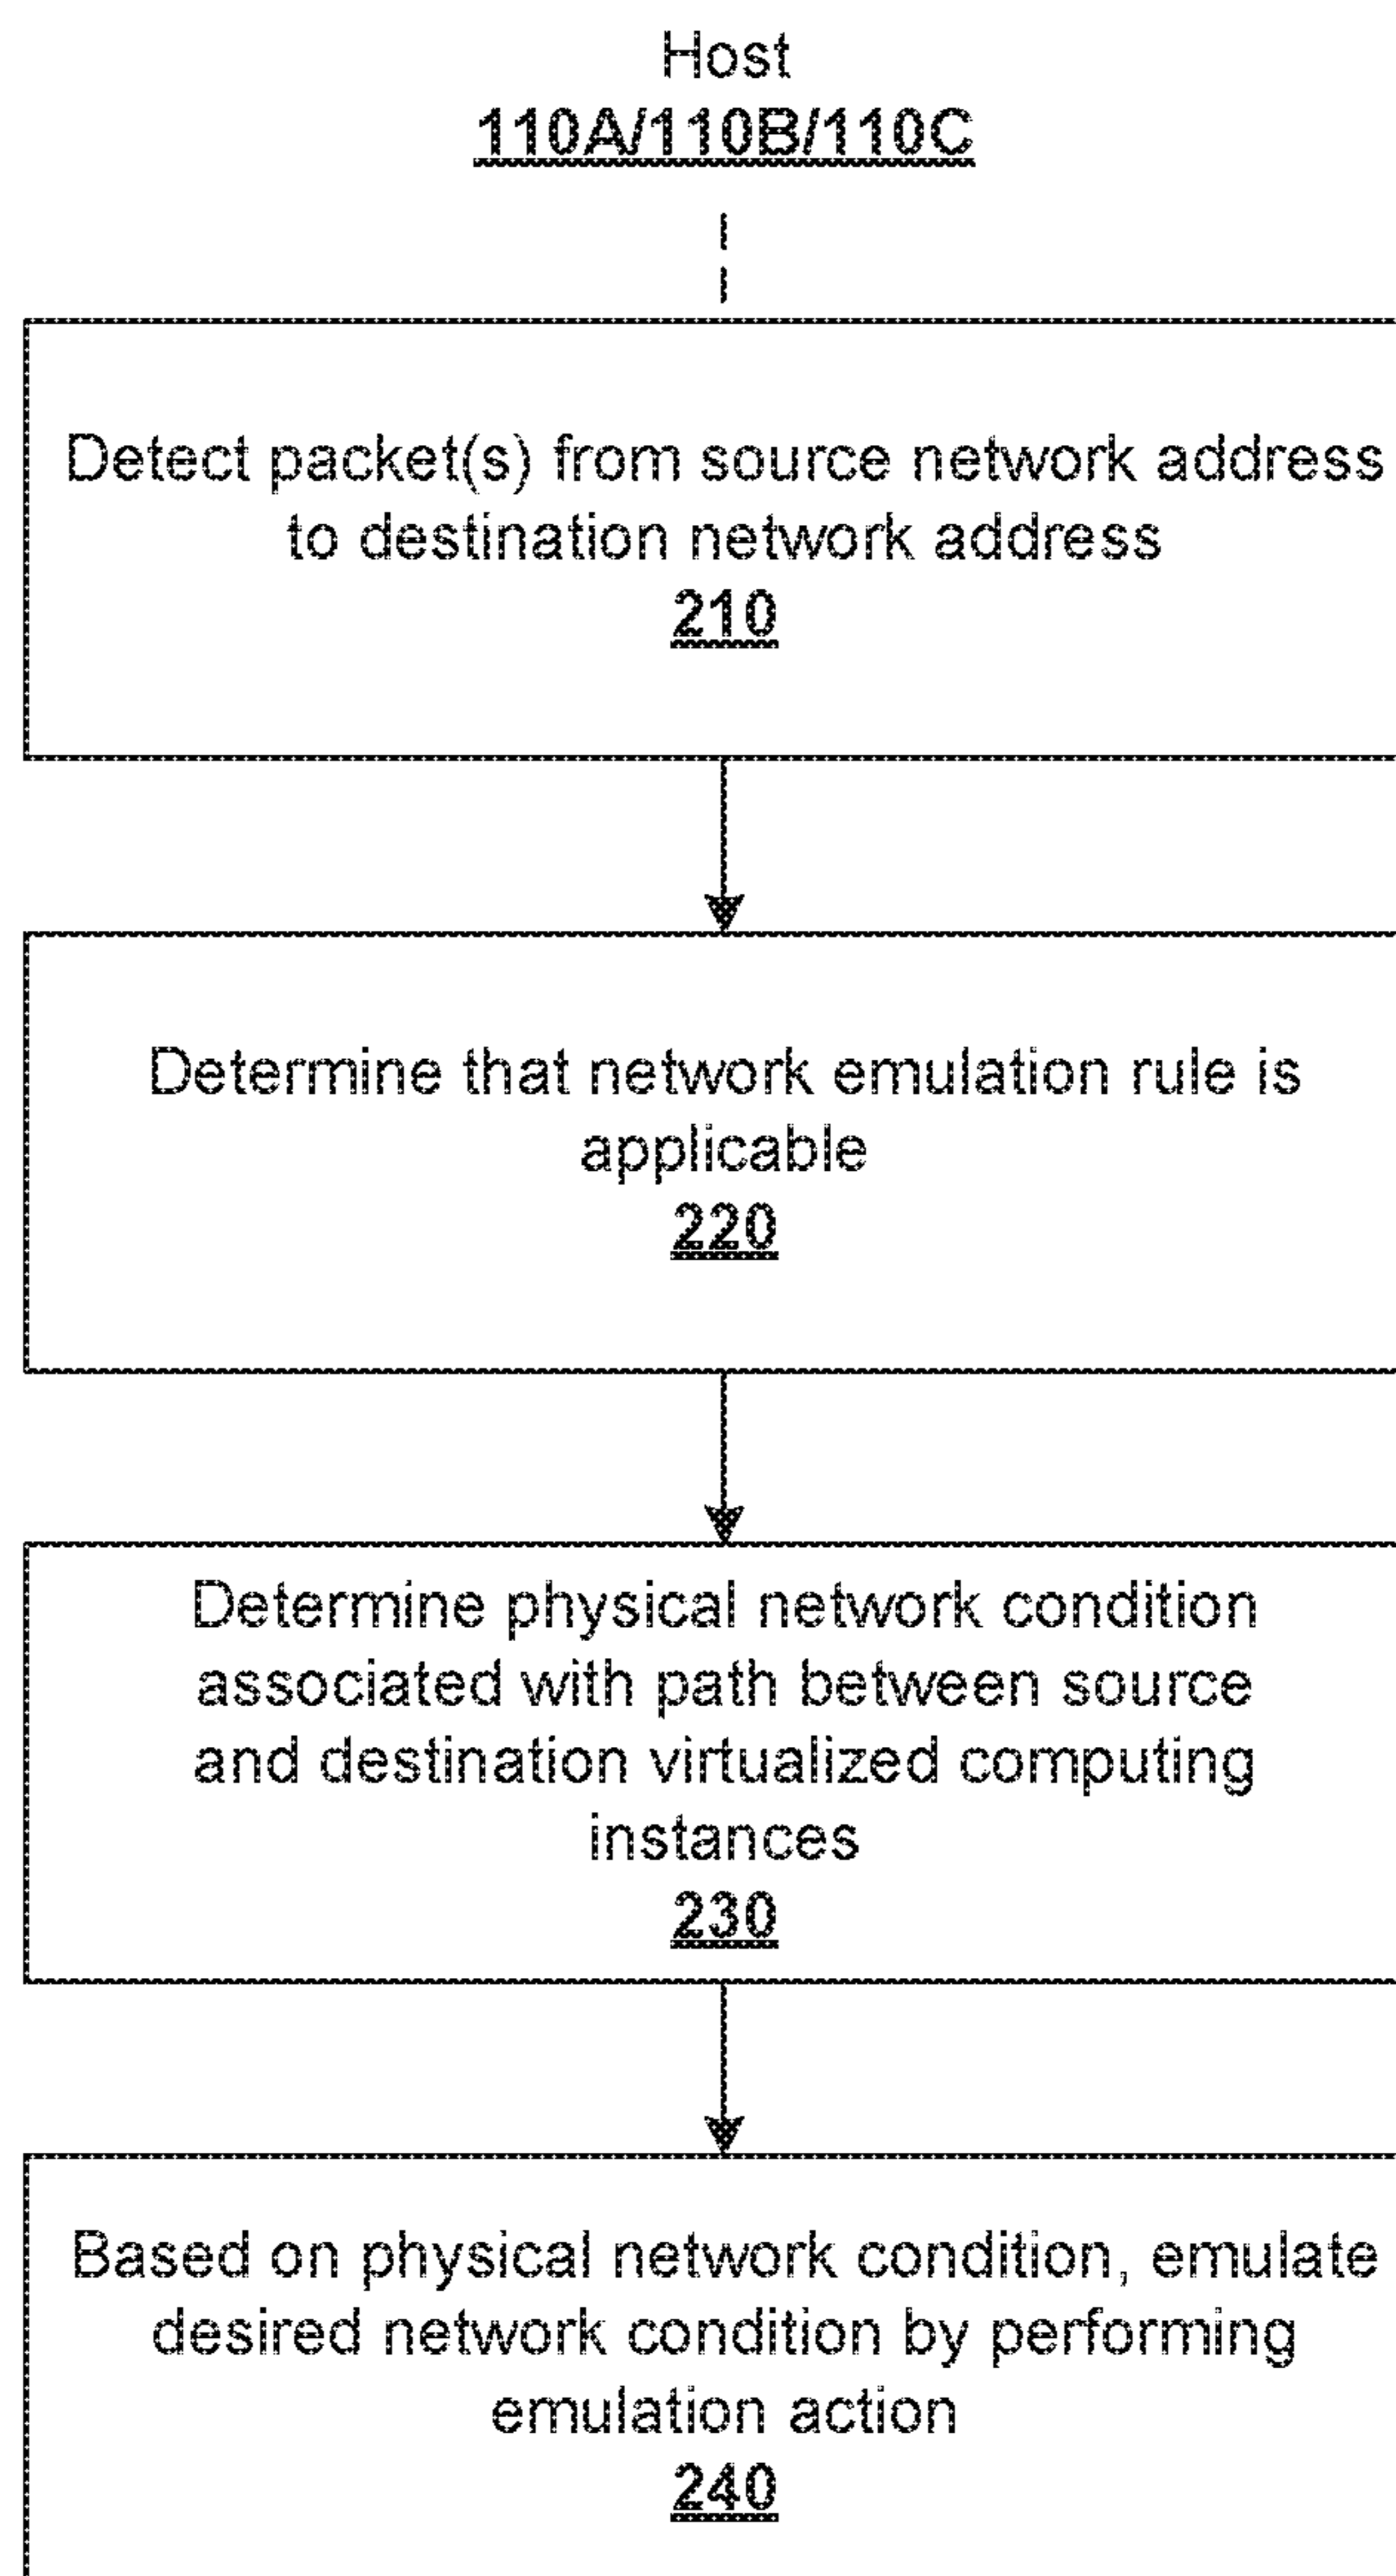 Host
110A/110B/110C
Detect packet(s) from source network address
to destination network address
210
Determine that network emulation rule is
applicable
220
Determine physical network condition
associated with path between source
and destination virtualized computing
instances
230
Based on physical network condition, emulate
desired network condition by performing
emulation action
240